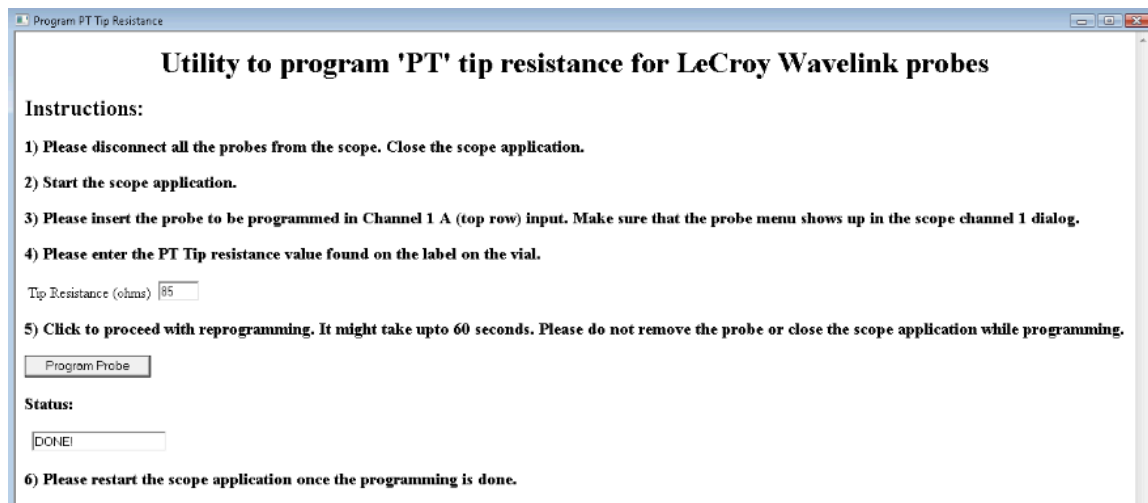 Program PT Tip Resistance
Utility to program 'PT' tip resistance for LeCroy Wavelink probes
Instructions:
1) Please disconnect all the probes from the scope. Close the scope application.
2) Start the scope application.
3) Please insert the probe to be programmed in Channel 1 A (top row) input. Make sure that the probe menu shows up in the scope channel 1 dialog.
4) Please enter the PT Tip resistance value found on the label on the vial.
Tip Resistance (ohms) 85
5) Click to proceed with reprogramming. It might take upto 60 seconds. Please do not remove the probe or close the scope application while programming.
Program Probe
Status:
DONE!
6) Please restart the scope application once the programming is done.